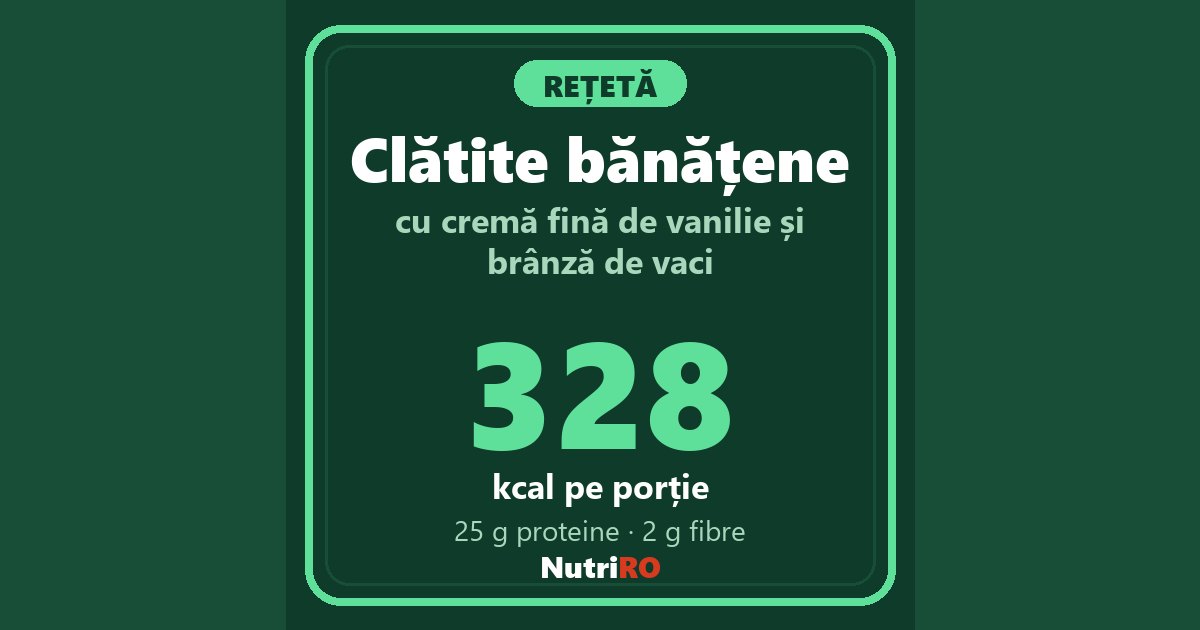 REȚETĂ
Clătite bănățene
cu cremă fină de vanilie și
brânză de vaci
328
kcal pe porție
25 g proteine · 2 g fibre
NutriRO